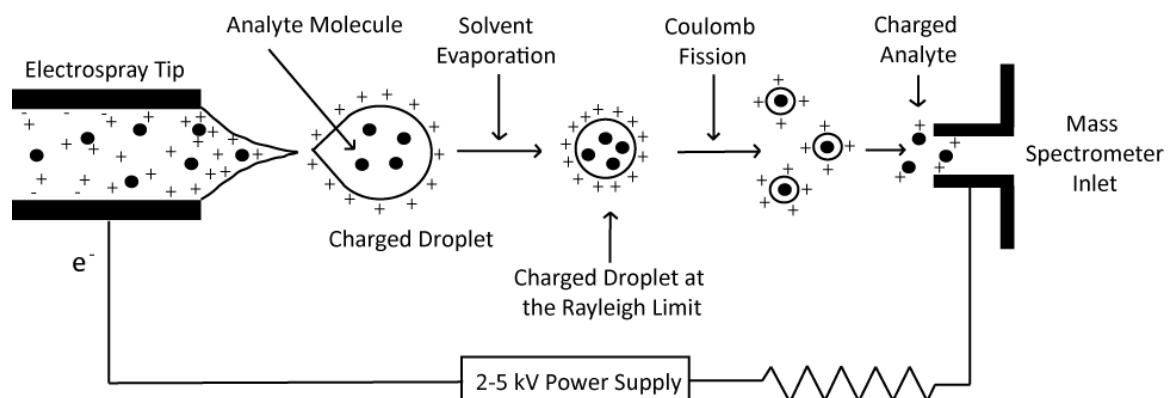 Analyte Molecule
Solvent
Evaporation
Coulomb
Fission
Charged
Analyte
Electrospray Tip
Mass
Spectrometer
Inlet
Charged Droplet
e-
Charged Droplet at
the Rayleigh Limit
2-5 kV Power Supply